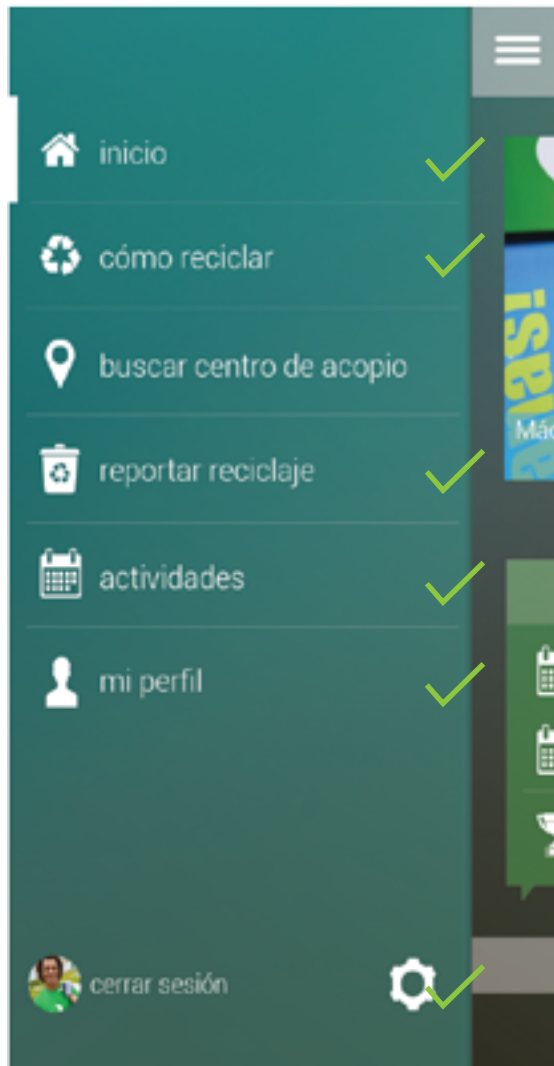 inicio
cómo reciclar
buscar centro de acopio
reportar reciclaje
actividades
mi perfil
cerrar sesión